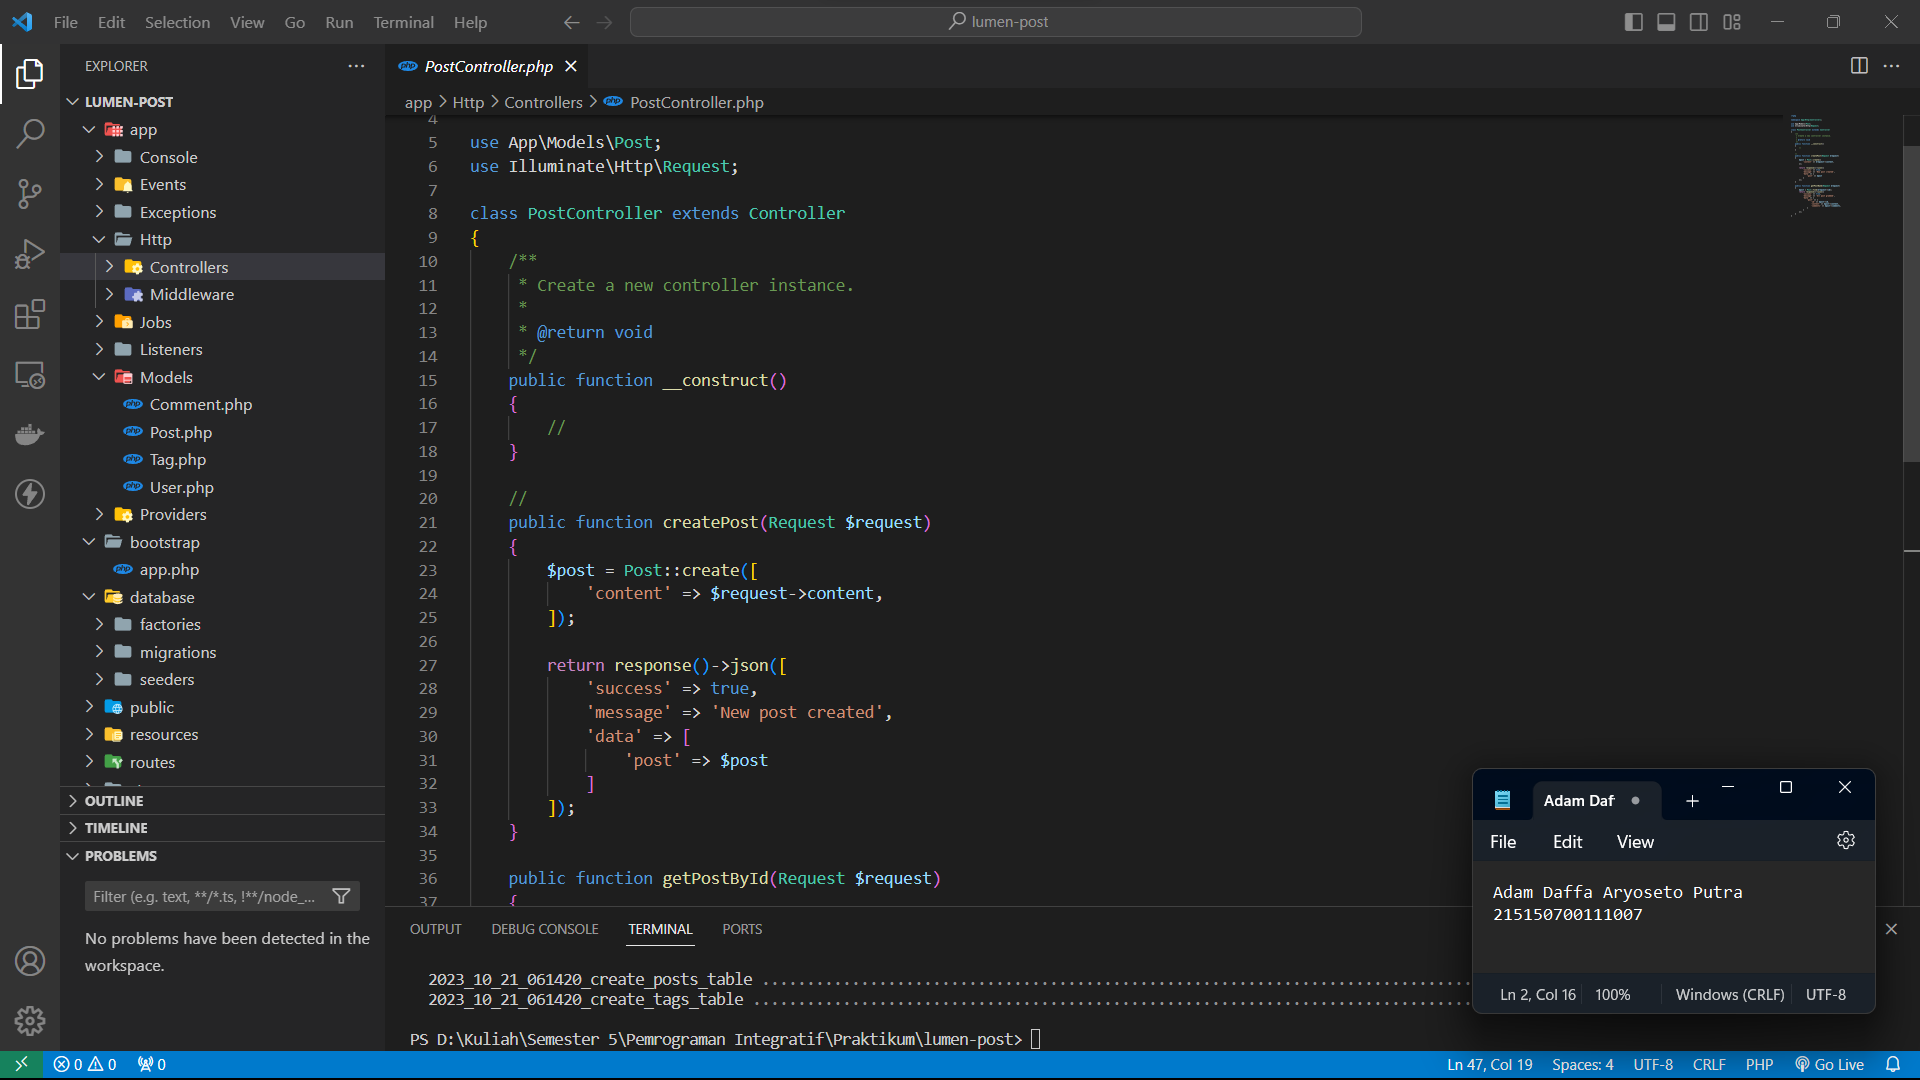 File Edit Selection View Go Run Terminal Help
lumen-post
EXPLORER
LUMEN-POST
app
Console
Events
Exceptions
Http
Controllers
Middleware
Jobs
Listeners
Models
Comment.php
Post.php
Tag.php
User.php
Providers
bootstrap
app.php
database
factories
migrations
seeders
public
resources
routes
OUTLINE
TIMELINE
PROBLEMS
Filter (e.g. text, **/*.ts, !**/node_...
No problems have been detected in the
workspace.
PostController.php
app > Http > Controllers > PostController.php
4
5 use App\Models\Post;
6 use Illuminate\Http\Request;
7
8 class PostController extends Controller
9 {
10 /**
11 * Create a new controller instance.
12 *
13 * @return void
14 */
15 public function __construct()
16 {
17 //
18 }
19
20 //
21 public function createPost(Request $request)
22 {
23 $post = Post::create([
24 'content' => $request->content,
25 ]);
26
27 return response()->json([
28 'success' => true,
29 'message' => 'New post created',
30 'data' => [
31 'post' => $post
32 ]
33 ]);
34 }
35
36 public function getPostById(Request $request)
37 {
OUTPUT DEBUG CONSOLE TERMINAL PORTS
2023_10_21_061420_create_posts_table ..........................................................................
2023_10_21_061420_create_tags_table ...........................................................................
PS D:\Kuliah\Semester 5\Pemrograman Integratif\Praktikum\lumen-post>
Adam Daf
File Edit View
Adam Daffa Aryoseto Putra
215150700111007
Ln 2, Col 16 100% Windows (CRLF) UTF-8
0 0 0 Ln 47, Col 19 Spaces: 4 UTF-8 CRLF PHP Go Live